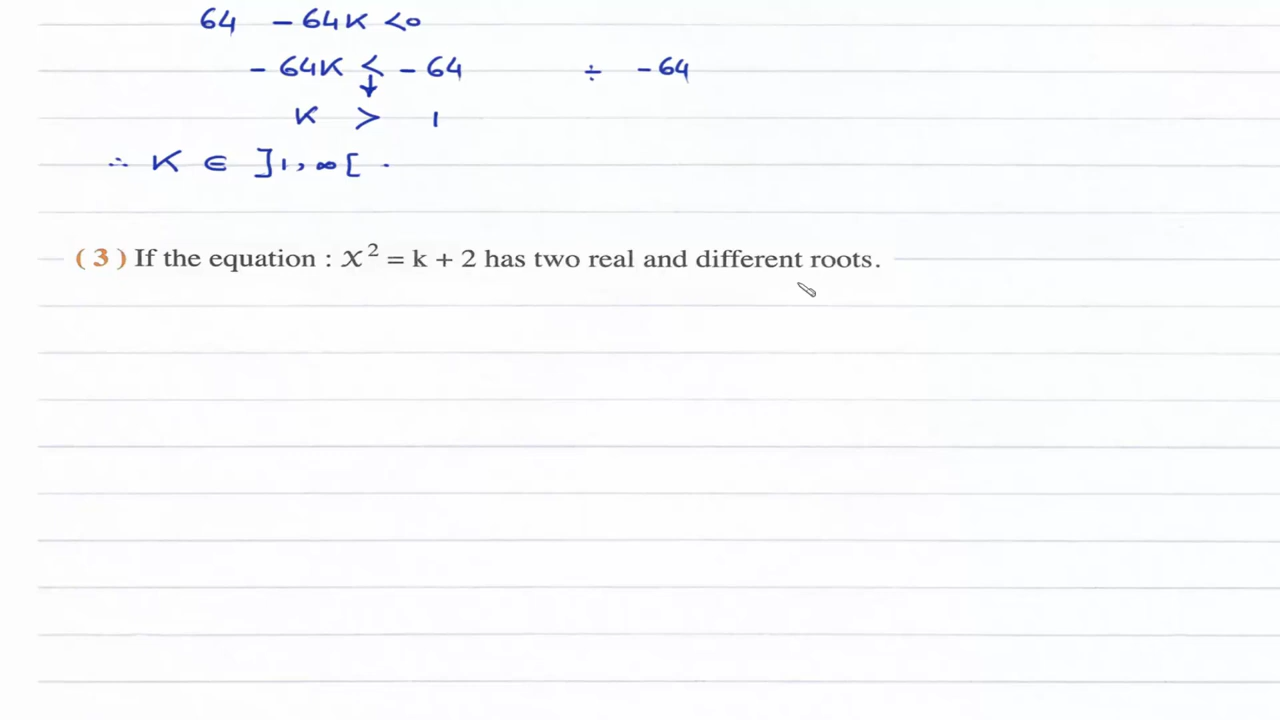 64 - 64K <0
- 64K < - 64 ÷ -64
↓
K > 1
∴ K ∈ ]1,∞[ .
( 3 ) If the equation : x² = k + 2 has two real and different roots.